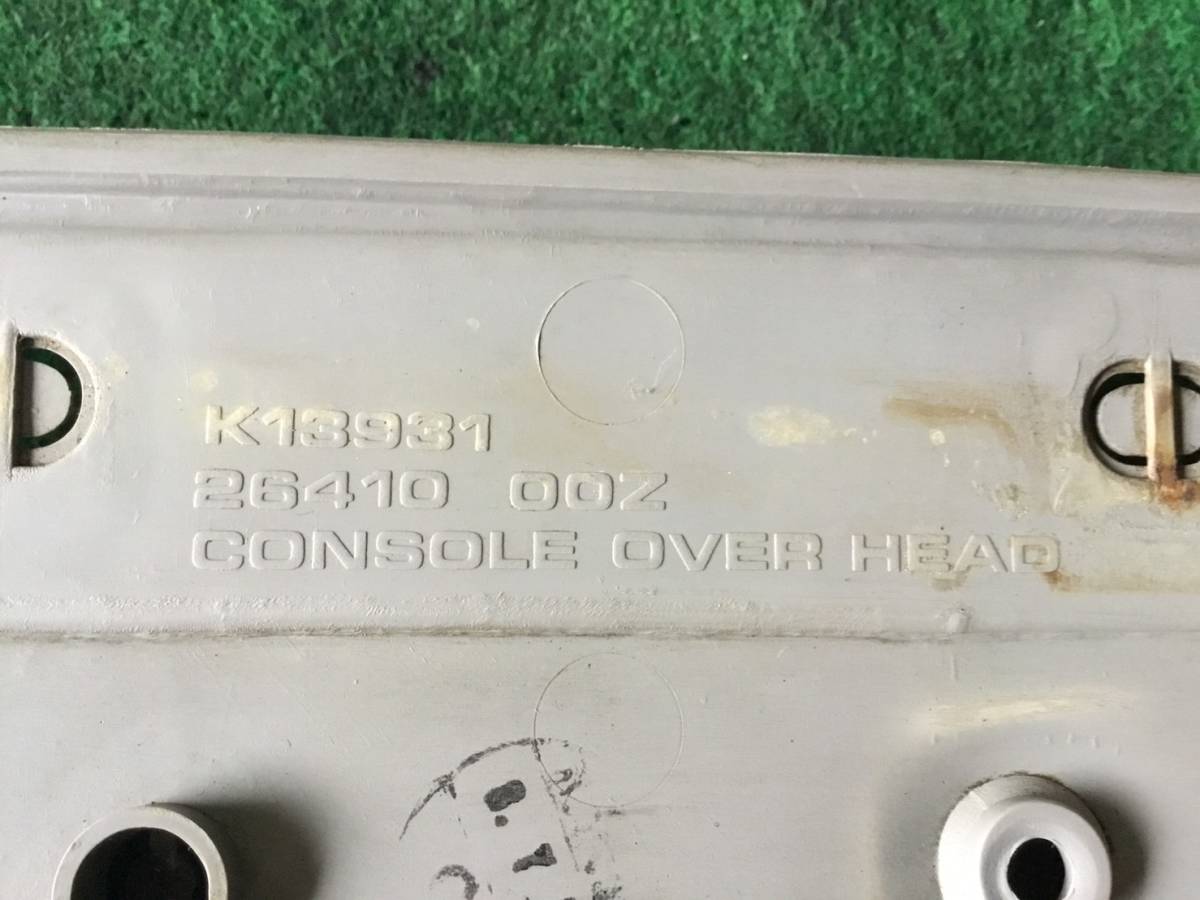 K13931
26410 00Z
CONSOLE OVER HEAD